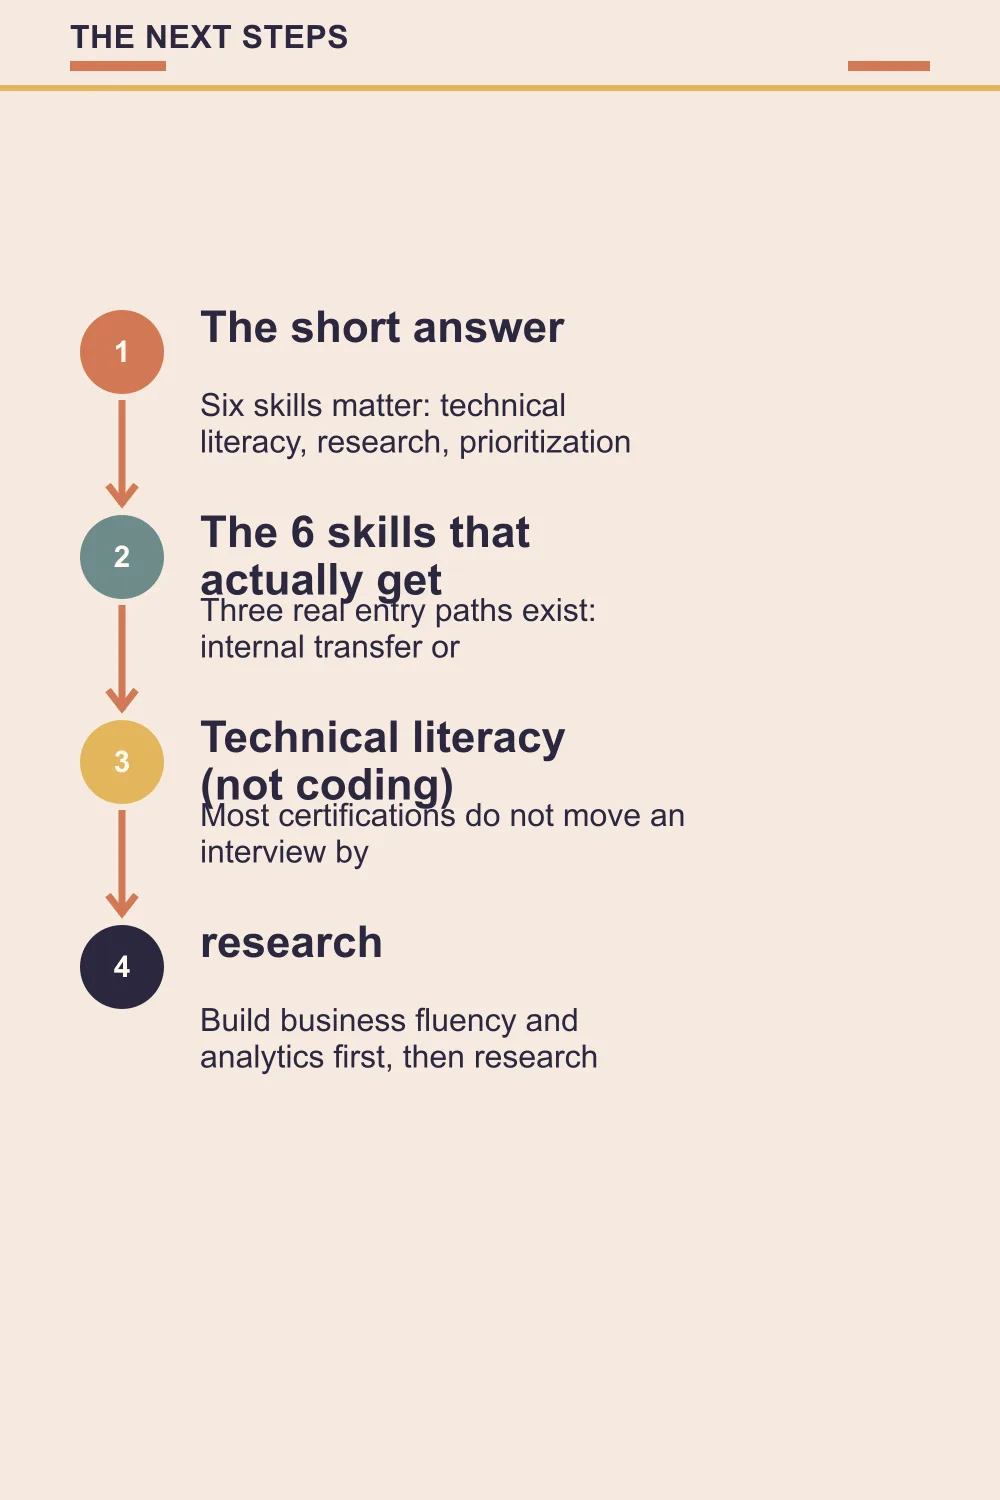 THE NEXT STEPS
1
The short answer
Six skills matter: technical
literacy, research, prioritization
2
The 6 skills that
actually get
Three real entry paths exist:
internal transfer or
3
Technical literacy
(not coding)
Most certifications do not move an
interview by
4
research
Build business fluency and
analytics first, then research